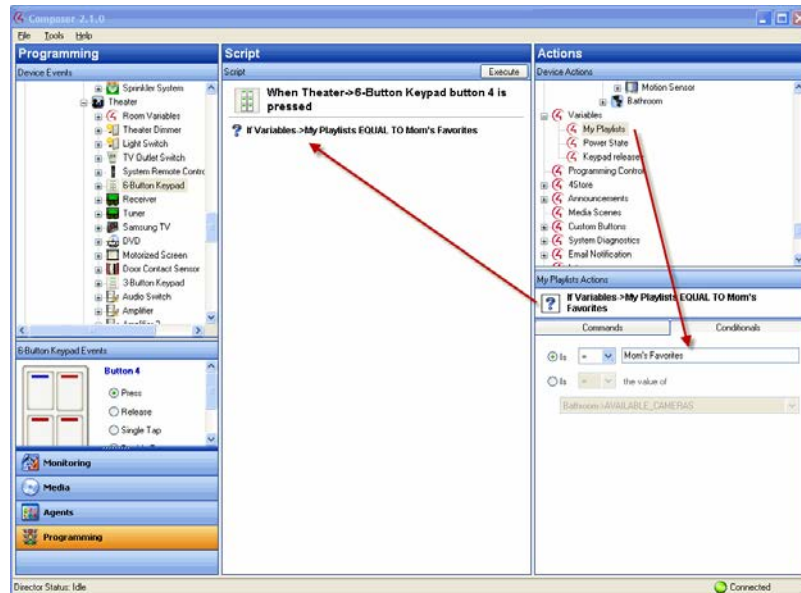 Composer 2.1.0
File Tools Help
Programming
Device Events
Sprinkler System
Theater
Room Variables
Theater Dimmer
Light Switch
TV Outlet Switch
System Remote Contro
6-Button Keypad
Receiver
Tuner
Samsung TV
DVD
Motorized Screen
Door Contact Sensor
3-Button Keypad
Audio Switch
Amplifier
6-Button Keypad Events
Button 4
Press
Release
Single Tap
Monitoring
Media
Agents
Programming
Director Status: Idle
Script
Script
Execute
When Theater->6-Button Keypad button 4 is
pressed
? If Variables->My Playlists EQUAL TO Mom's Favorites
Actions
Device Actions
Motion Sensor
Bathroom
Variables
My Playlists
Power State
Keypad release
Programming Control
4Store
Announcements
Media Scenes
Custom Buttons
System Diagnostics
Email Notification
My Playlists Actions
? If Variables->My Playlists EQUAL TO Mom's
Favorites
Commands
Conditionals
Is = Mom's Favorites
Is = the value of
Bathroom->AVAILABLE_CAMERAS
Connected